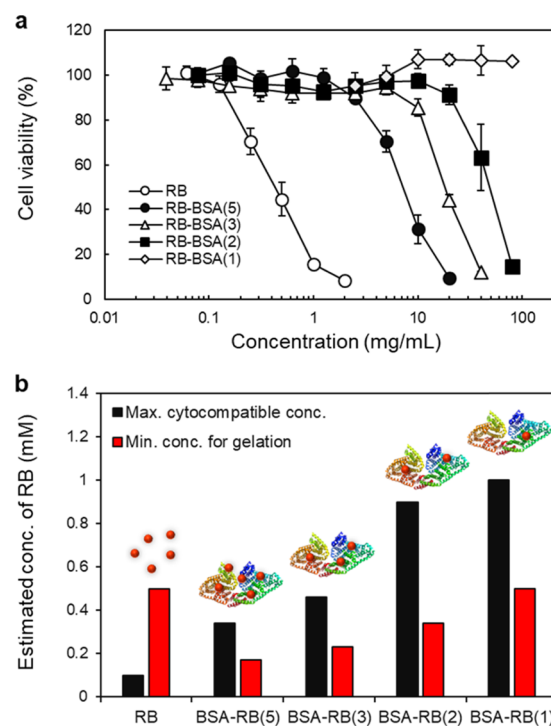 a
Cell viability (%)
120
100
80
60
40
20
0
RB
RB-BSA(5)
RB-BSA(3)
RB-BSA(2)
RB-BSA(1)
0.01
0.1
1
10
100
Concentration (mg/mL)
b
Estimated conc. of RB (mM)
1.4
1.2
1
0.8
0.6
0.4
0.2
0
Max. cytocompatible conc.
Min. conc. for gelation
RB
BSA-RB(5)
BSA-RB(3)
BSA-RB(2)
BSA-RB(1)